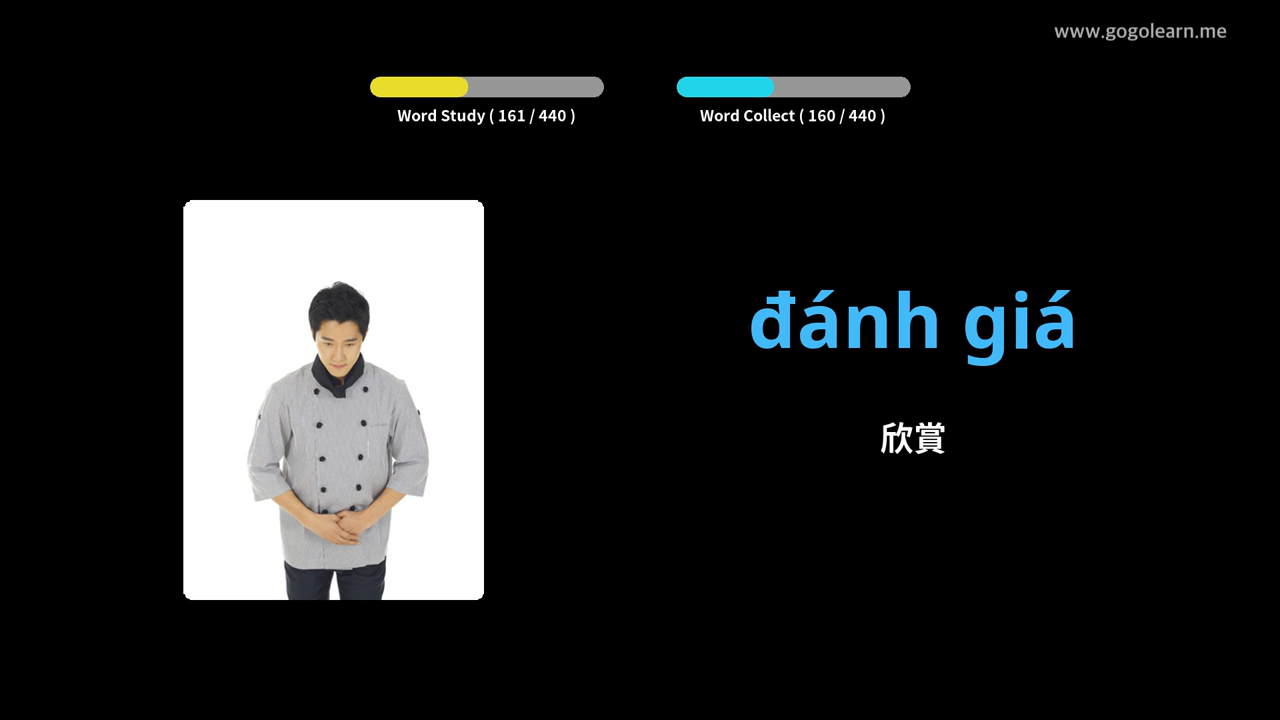 www.gogolearn.me
Word Study ( 161 / 440 )
Word Collect ( 160 / 440 )
đánh giá
欣賞